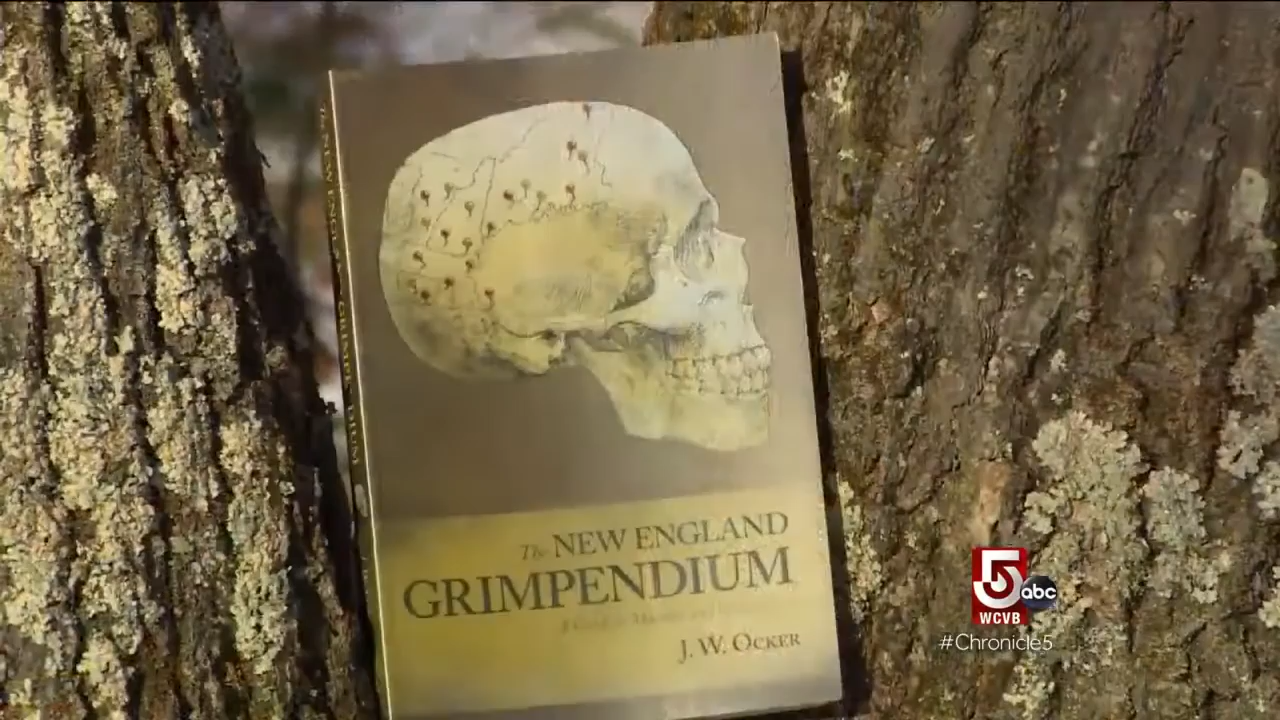 The NEW ENGLAND
GRIMPENDIUM
J. W. OCKER
5
abc
WCVB
#Chronicle5